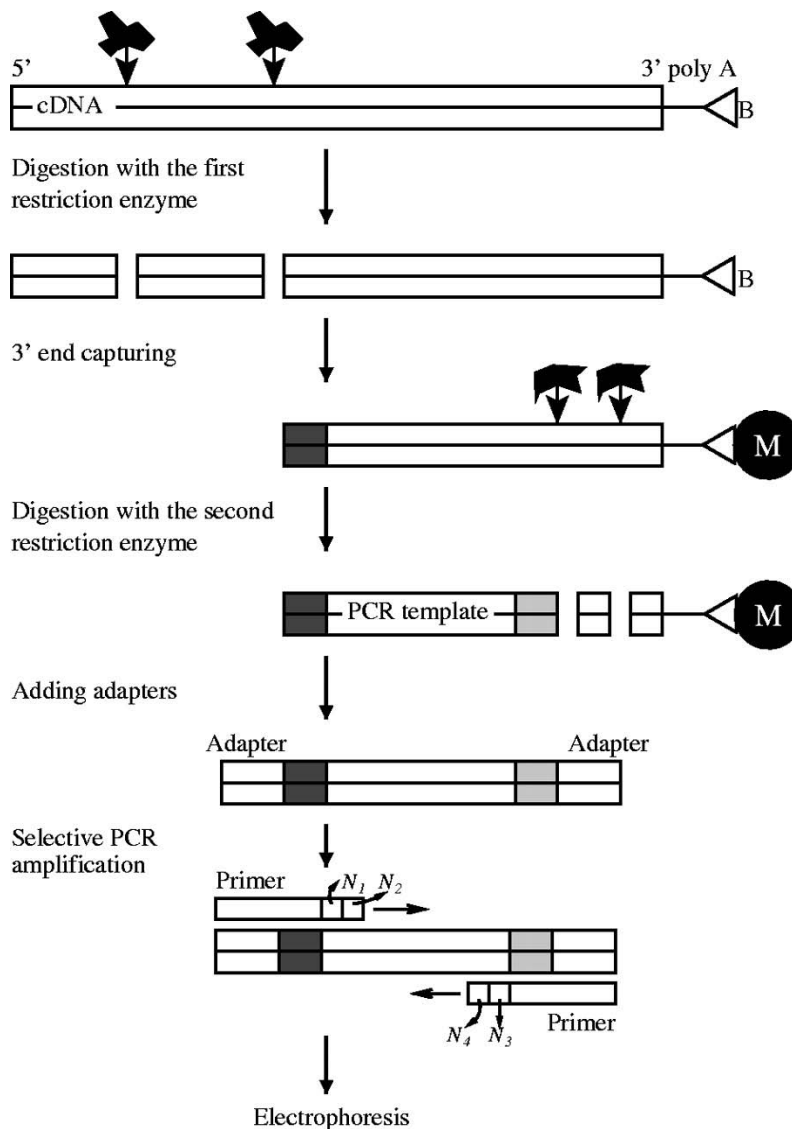 5’
3’ poly A
cDNA
B
Digestion with the first
restriction enzyme
B
3’ end capturing
M
Digestion with the second
restriction enzyme
PCR template
M
Adding adapters
Adapter
Adapter
Selective PCR
amplification
Primer
N1
N2
N4
N3
Primer
Electrophoresis